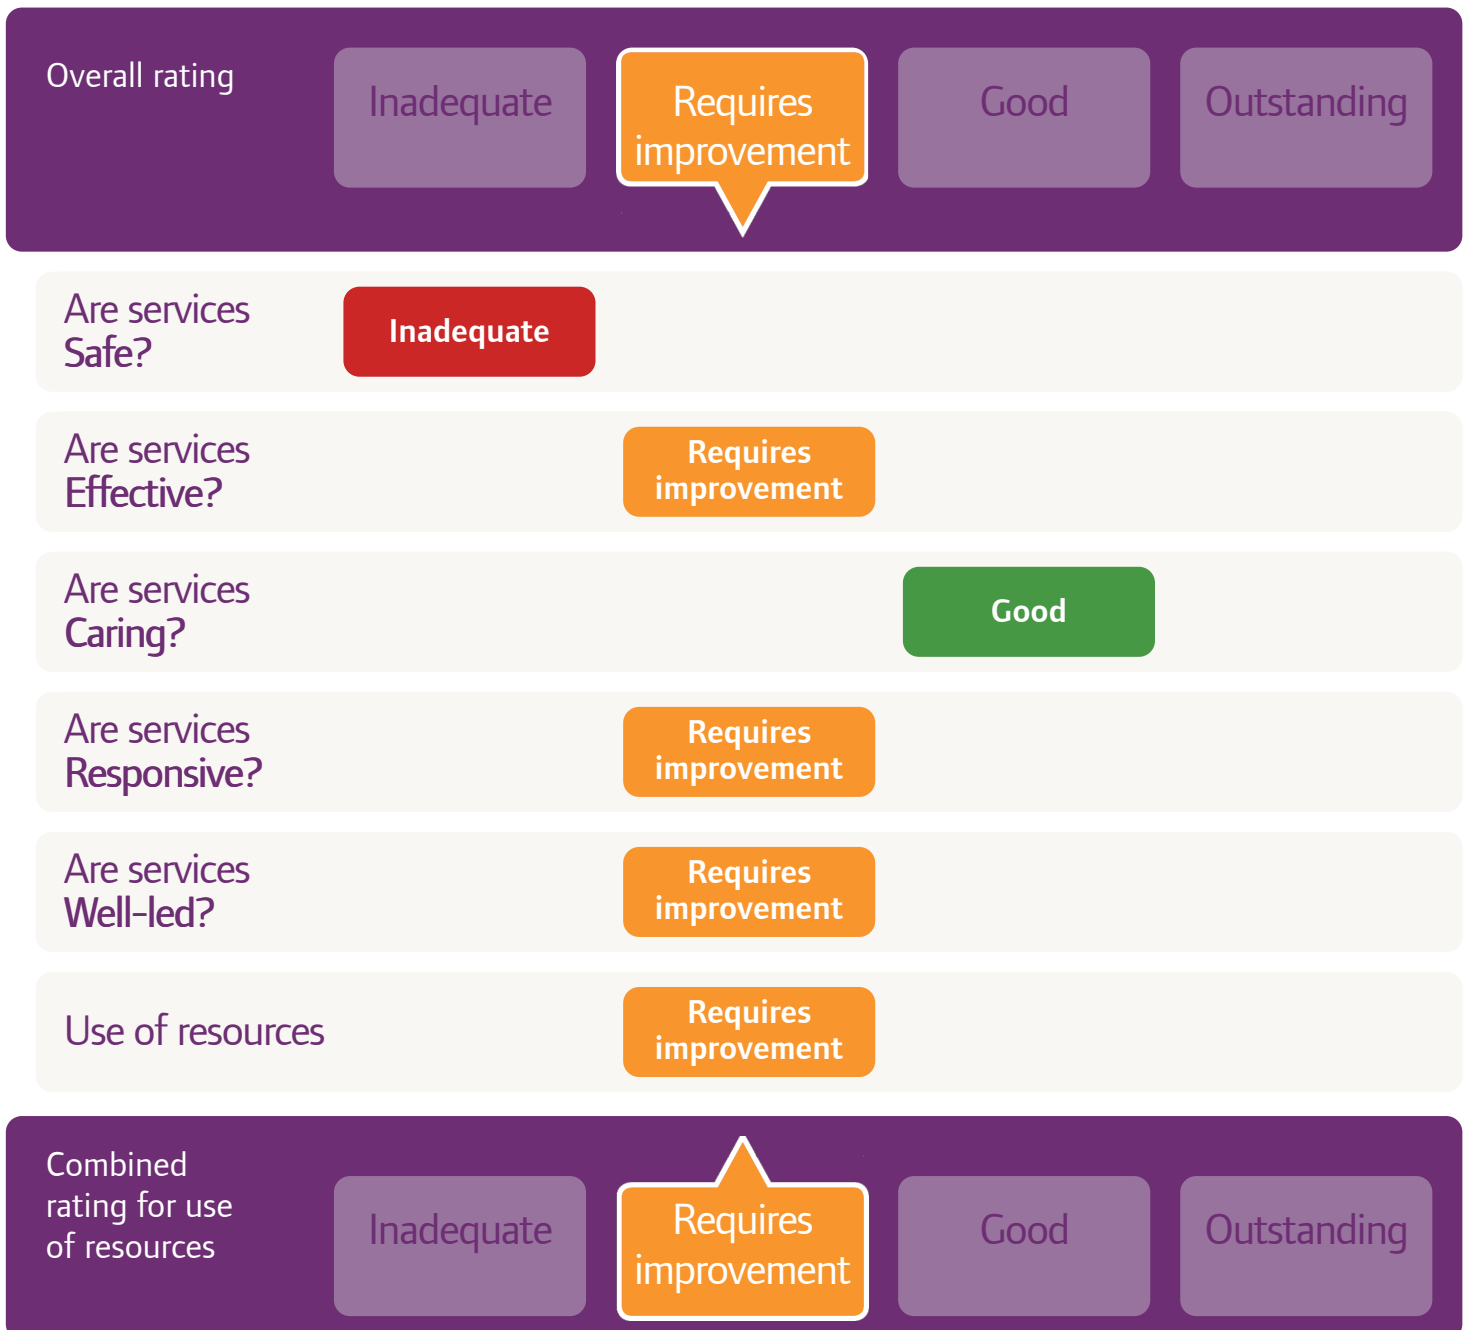 Overall rating
Inadequate
Requires
improvement
Good
Outstanding
Are services
Safe?
Inadequate
Are services
Effective?
Requires
improvement
Are services
Caring?
Good
Are services
Responsive?
Requires
improvement
Are services
Well-led?
Requires
improvement
Use of resources
Requires
improvement
Combined
rating for use
of resources
Inadequate
Requires
improvement
Good
Outstanding